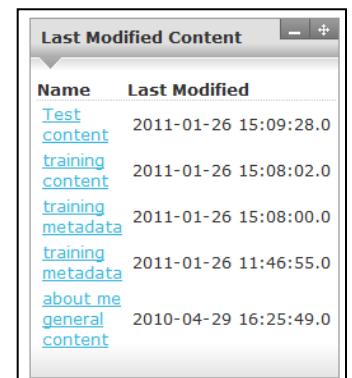 Last Modified Content
Name Last Modified
Test
content 2011-01-26 15:09:28.0
training
content 2011-01-26 15:08:02.0
training
metadata 2011-01-26 15:08:00.0
training
metadata 2011-01-26 11:46:55.0
about me
general 2010-04-29 16:25:49.0
content